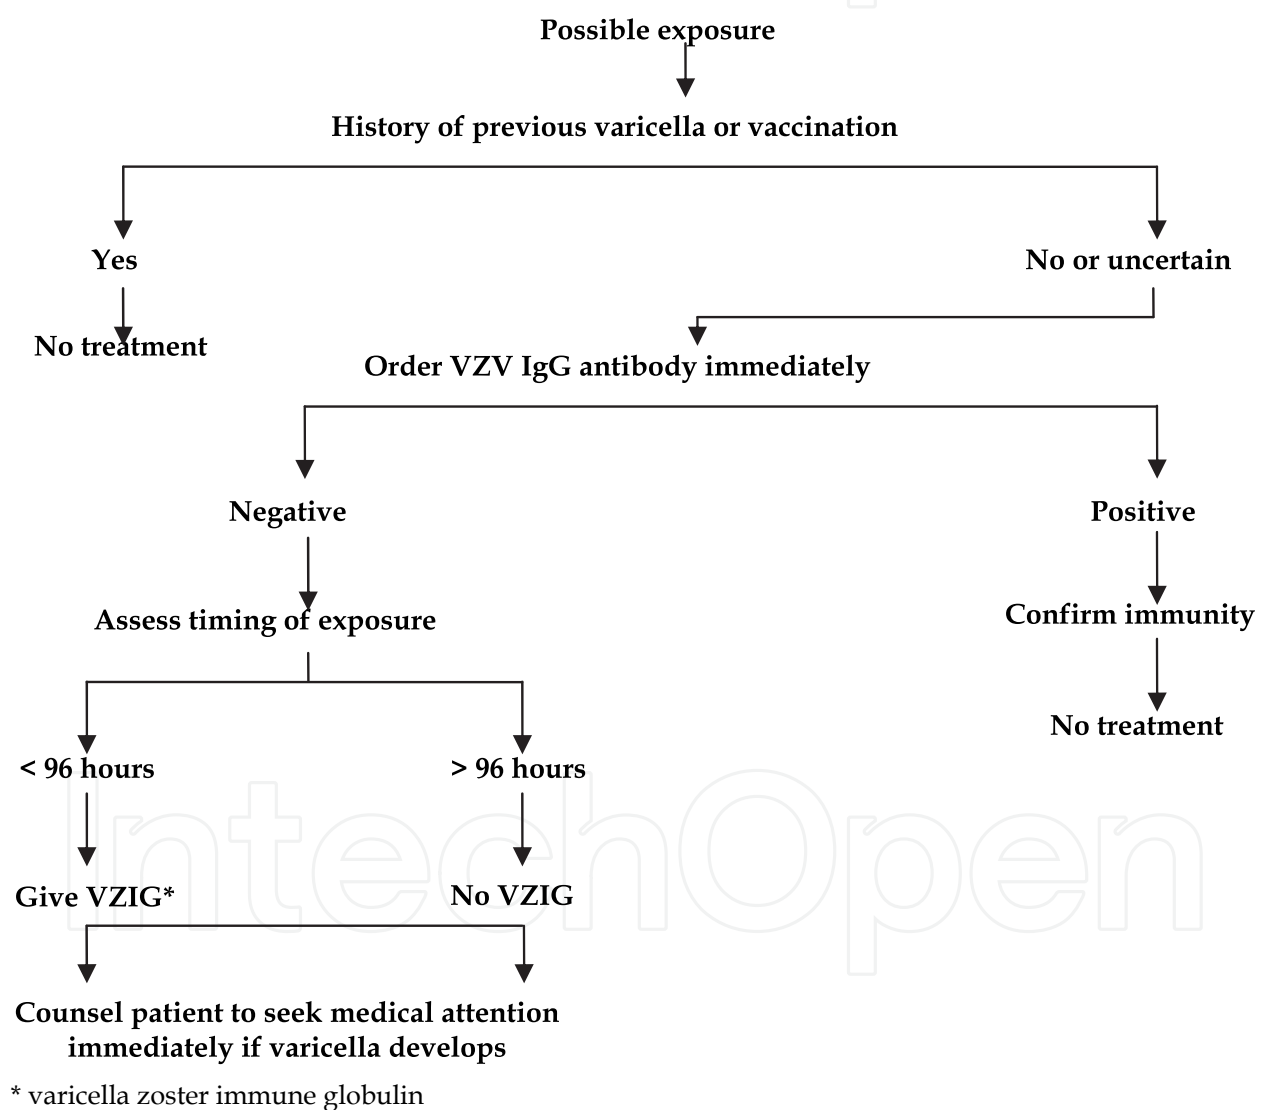 Possible exposure
History of previous varicella or vaccination
Yes
No or uncertain
No treatment
Order VZV IgG antibody immediately
Negative
Positive
Assess timing of exposure
Confirm immunity
No treatment
< 96 hours
> 96 hours
Give VZIG*
No VZIG
IntechOpen
Counsel patient to seek medical attention
immediately if varicella develops
* varicella zoster immune globulin